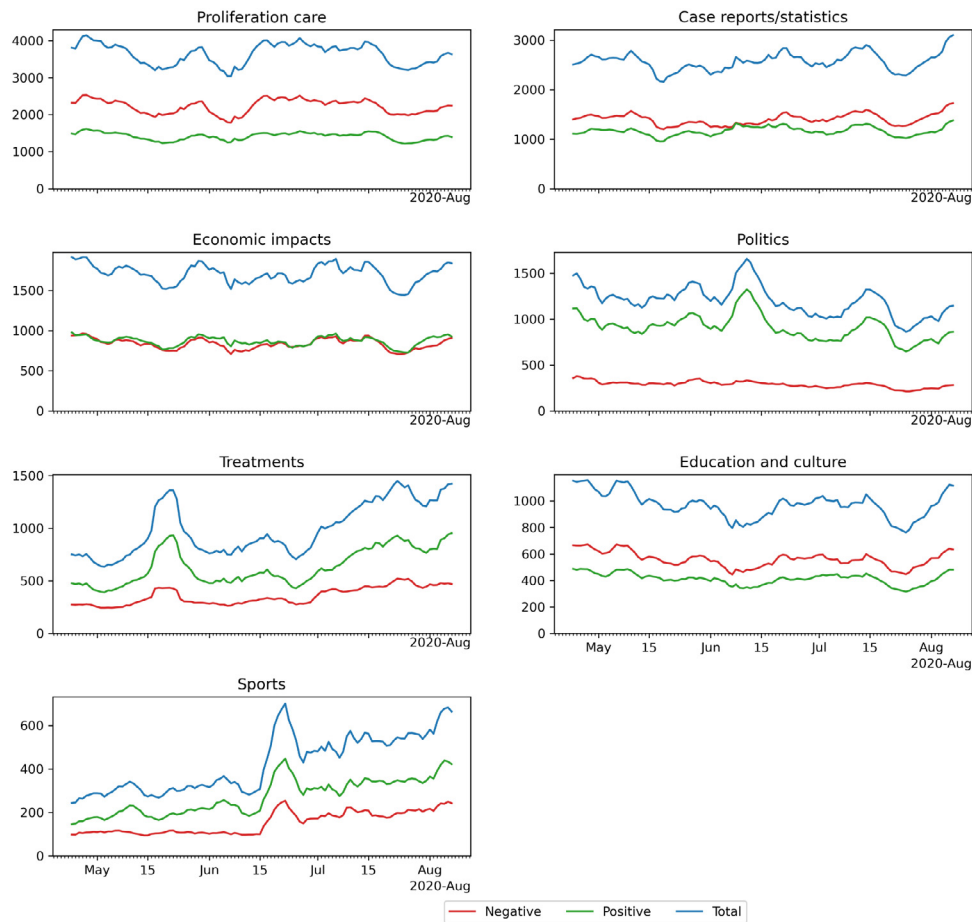 Proliferation care
4000
3000
2000
1000
0
2020-Aug
Case reports/statistics
3000
2000
1000
0
2020-Aug
Economic impacts
1500
1000
500
0
2020-Aug
Politics
1500
1000
500
0
2020-Aug
Treatments
1500
1000
500
0
2020-Aug
Education and culture
1000
800
600
400
200
0
May 15 Jun 15 Jul 15 Aug
2020-Aug
Sports
600
400
200
0
May 15 Jun 15 Jul 15 Aug
2020-Aug
Negative Positive Total